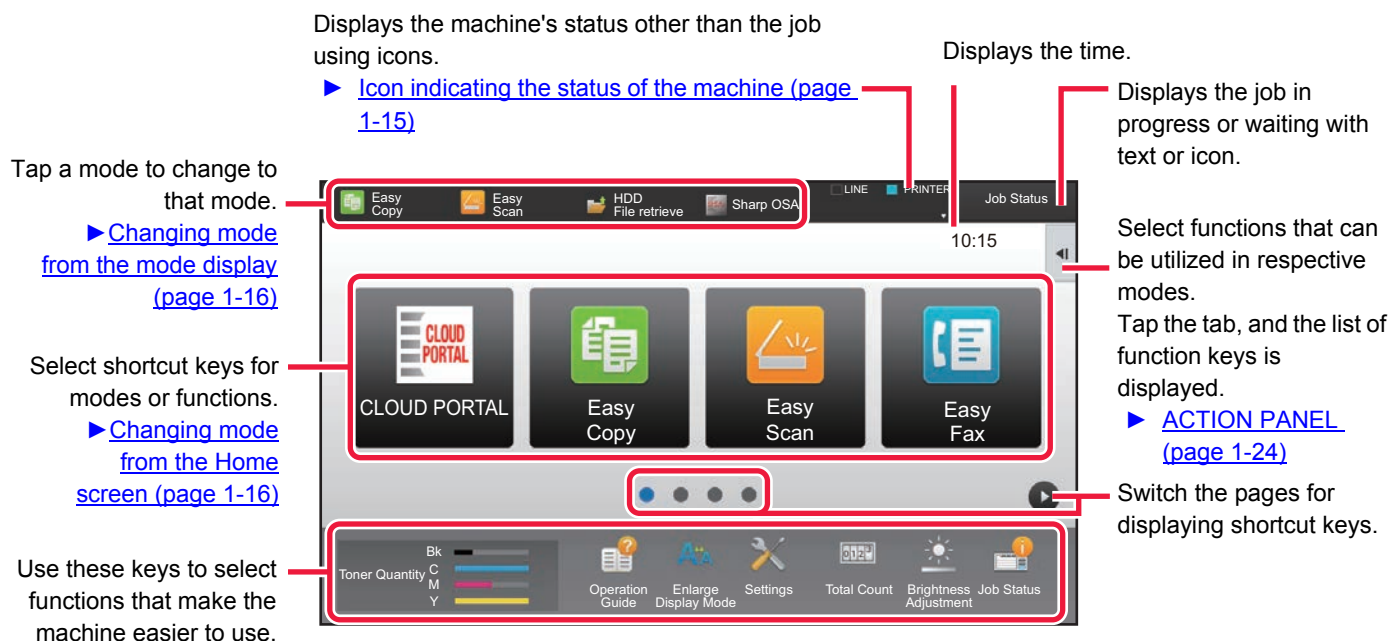 Displays the machine's status other than the job
using icons.
► Icon indicating the status of the machine (page
1-15)
Displays the time.
Displays the job in
progress or waiting with
text or icon.
Tap a mode to change to
that mode.
►Changing mode
from the mode display
(page 1-16)
Easy
Copy
Easy
Scan
HDD
File retrieve
Sharp OSA
LINE
PRINTER
Job Status
10:15
Select functions that can
be utilized in respective
modes.
Tap the tab, and the list of
function keys is
displayed.
► ACTION PANEL
(page 1-24)
Select shortcut keys for
modes or functions.
►Changing mode
from the Home
screen (page 1-16)
CLOUD
PORTAL
CLOUD PORTAL
Easy
Copy
Easy
Scan
Easy
Fax
Switch the pages for
displaying shortcut keys.
Use these keys to select
functions that make the
machine easier to use.
Toner Quantity
Bk
C
M
Y
Operation
Guide
Enlarge
Display Mode
Settings
Total Count
Brightness
Adjustment
Job Status